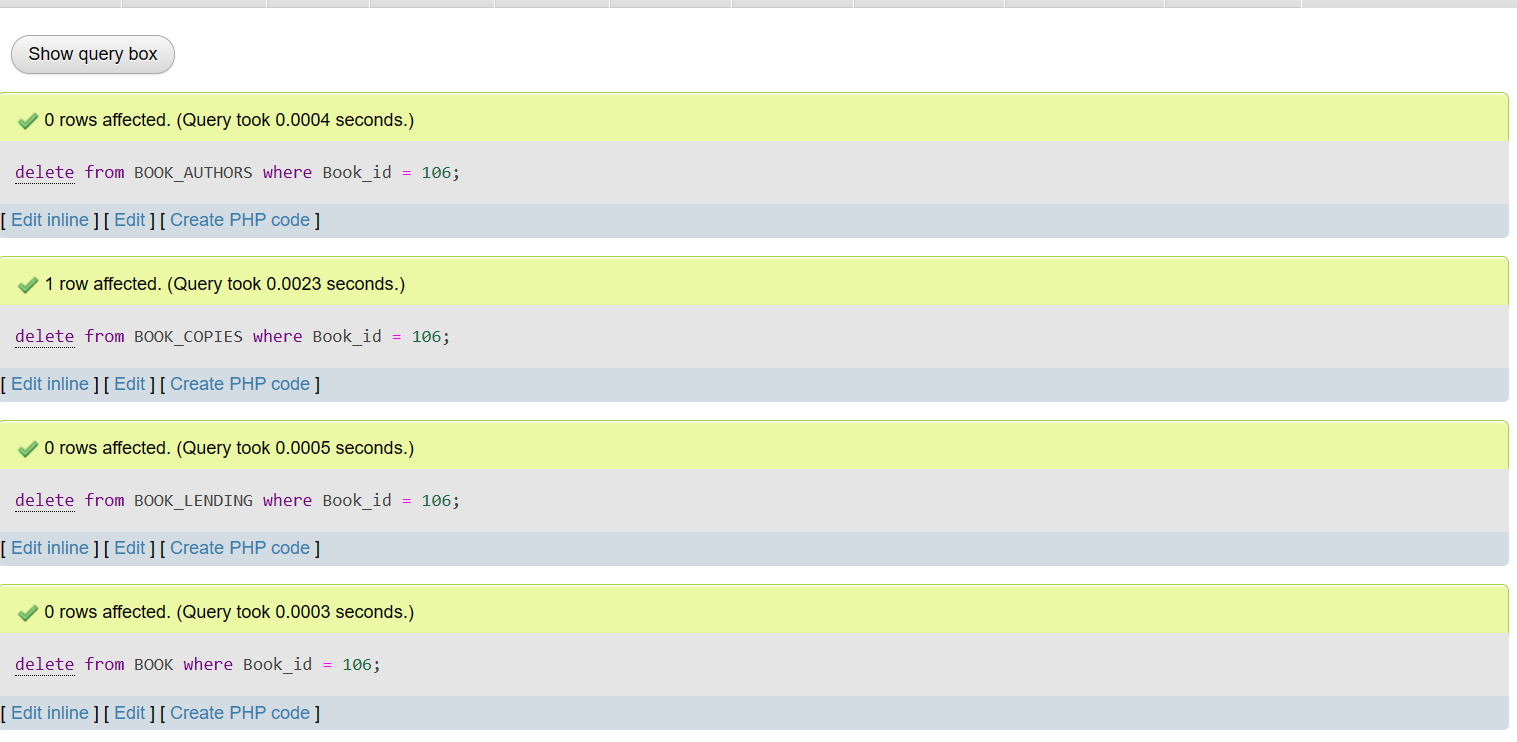 Show query box
0 rows affected. (Query took 0.0004 seconds.)
delete from BOOK_AUTHORS where Book_id = 106;
[ Edit inline ] [ Edit ] [ Create PHP code ]
1 row affected. (Query took 0.0023 seconds.)
delete from BOOK_COPIES where Book_id = 106;
[ Edit inline ] [ Edit ] [ Create PHP code ]
0 rows affected. (Query took 0.0005 seconds.)
delete from BOOK_LENDING where Book_id = 106;
[ Edit inline ] [ Edit ] [ Create PHP code ]
0 rows affected. (Query took 0.0003 seconds.)
delete from BOOK where Book_id = 106;
[ Edit inline ] [ Edit ] [ Create PHP code ]